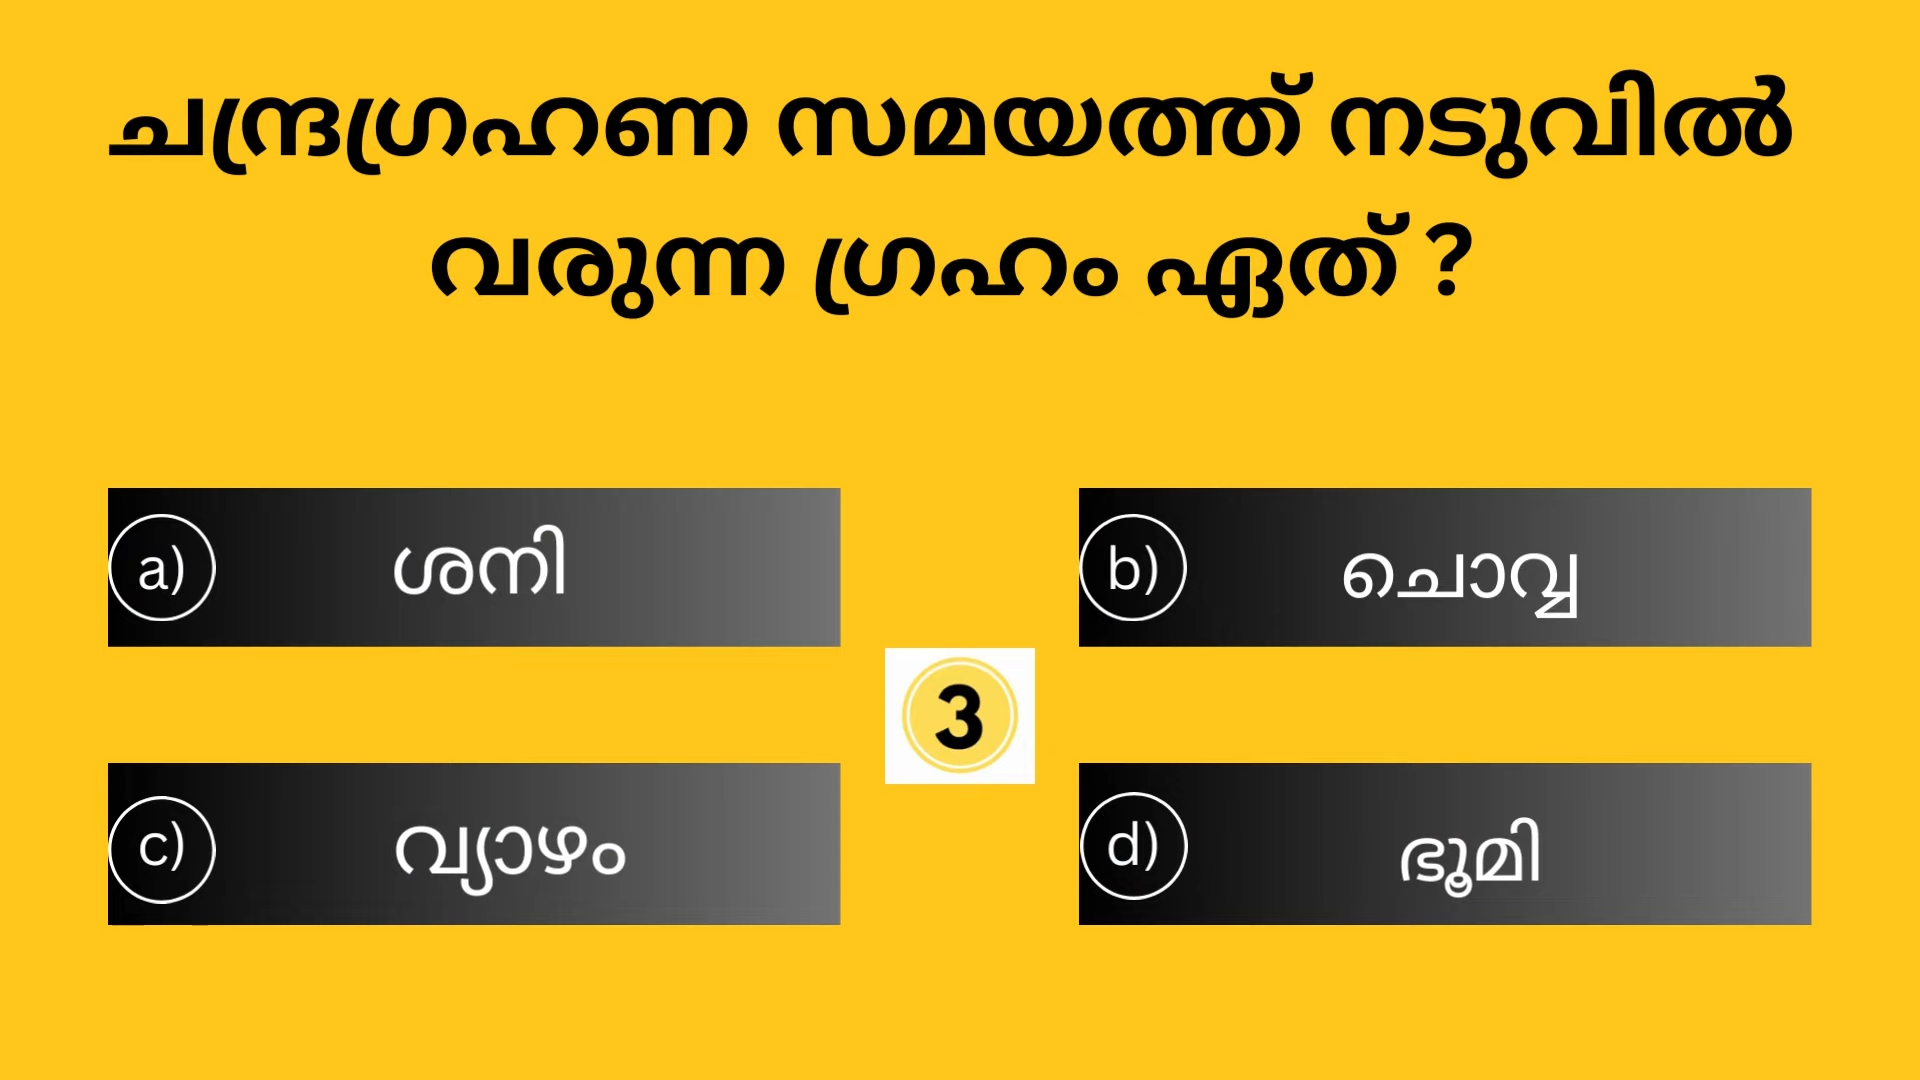 ചന്ദ്രഗ്രഹണ സമയത്ത് നടുവിൽ
വരുന്ന ഗ്രഹം ഏത് ?
a) ശനി
b) ചൊവ്വ
3
c) വ്യാഴം
d) ഭൂമി